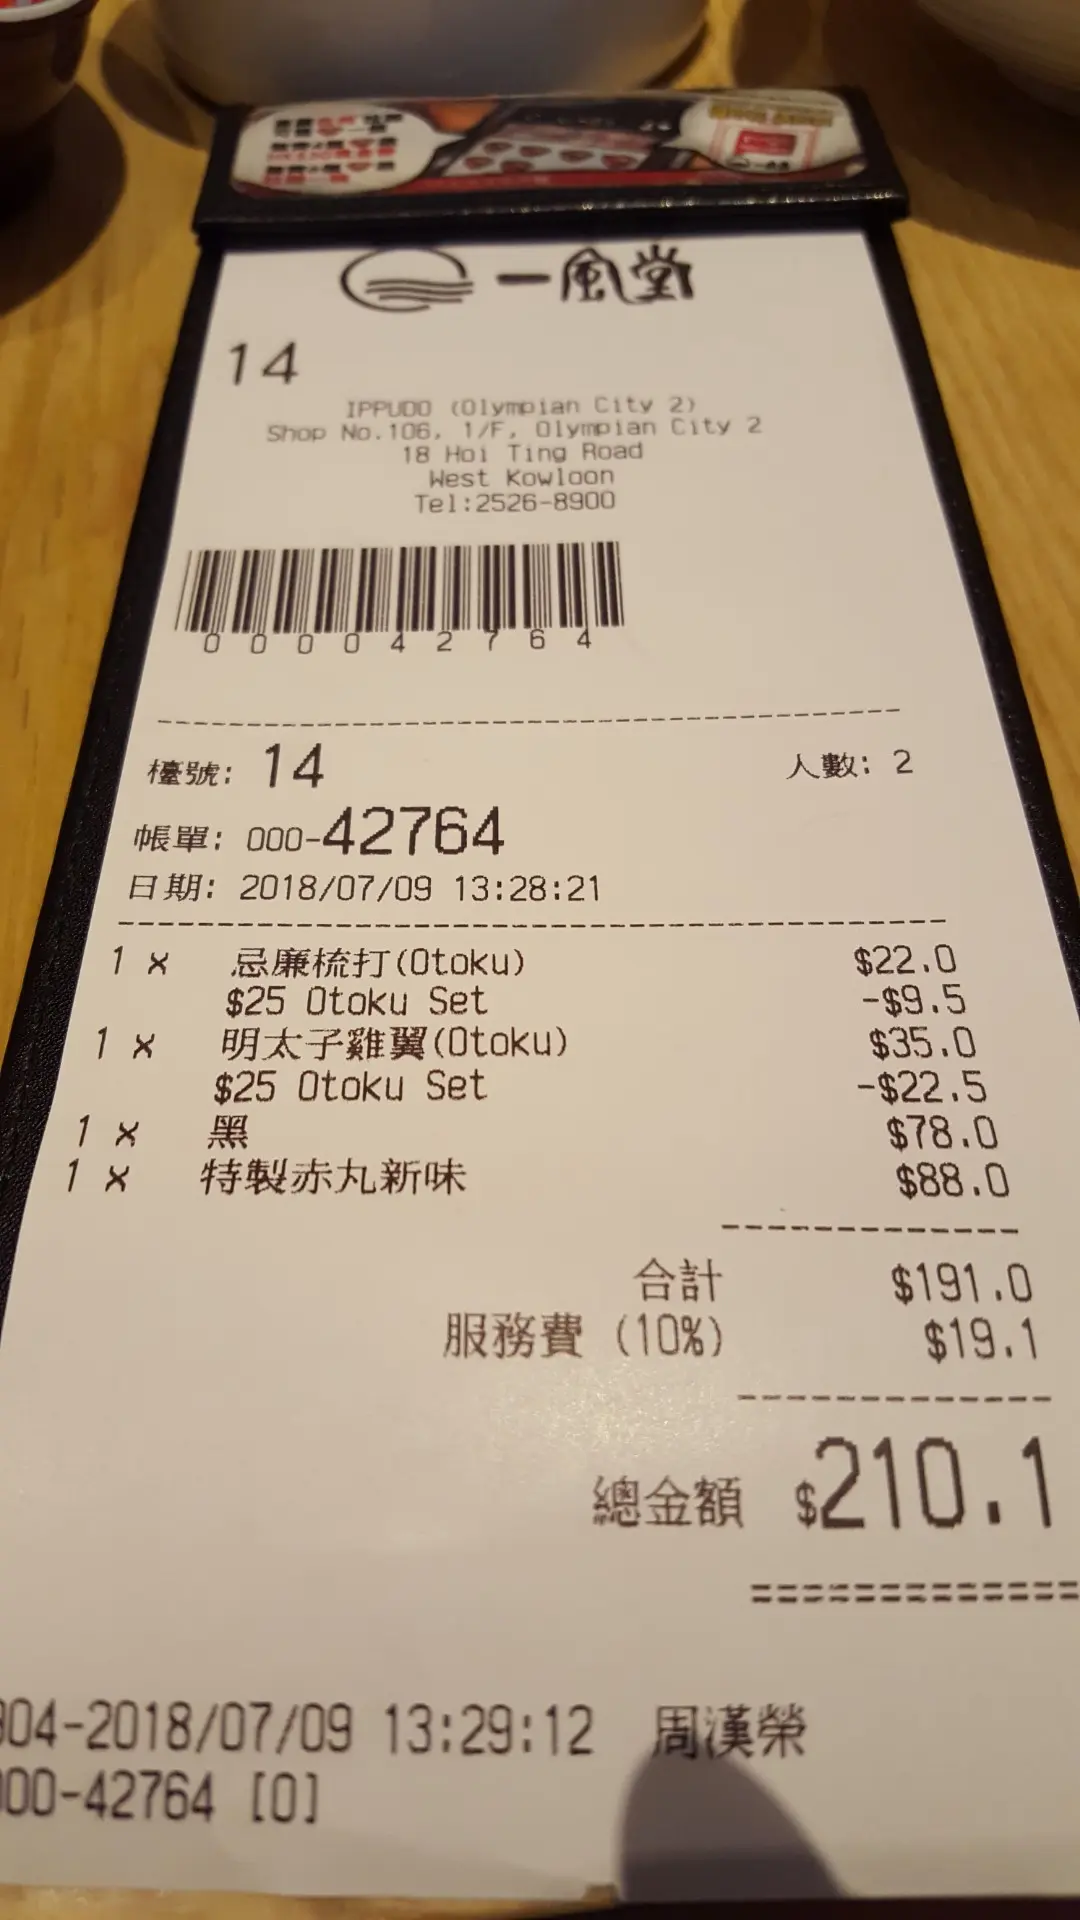 一風堂
14
IPPUDO (Olympian City 2)
Shop No.106, 1/F, Olympian City 2
18 Hoi Ting Road
West Kowloon
Tel:2526-8900
000042764
檯號: 14 人數: 2
帳單: 000-42764
日期: 2018/07/09 13:28:21
1 x 忌廉梳打(Otoku) $22.0
$25 Otoku Set -$9.5
1 x 明太子雞翼(Otoku) $35.0
$25 Otoku Set -$22.5
1 x 黑 $78.0
1 x 特製赤丸新味 $88.0
合計 $191.0
服務費 (10%) $19.1
總金額 $210.1
304-2018/07/09 13:29:12 周漢榮
000-42764 [0]